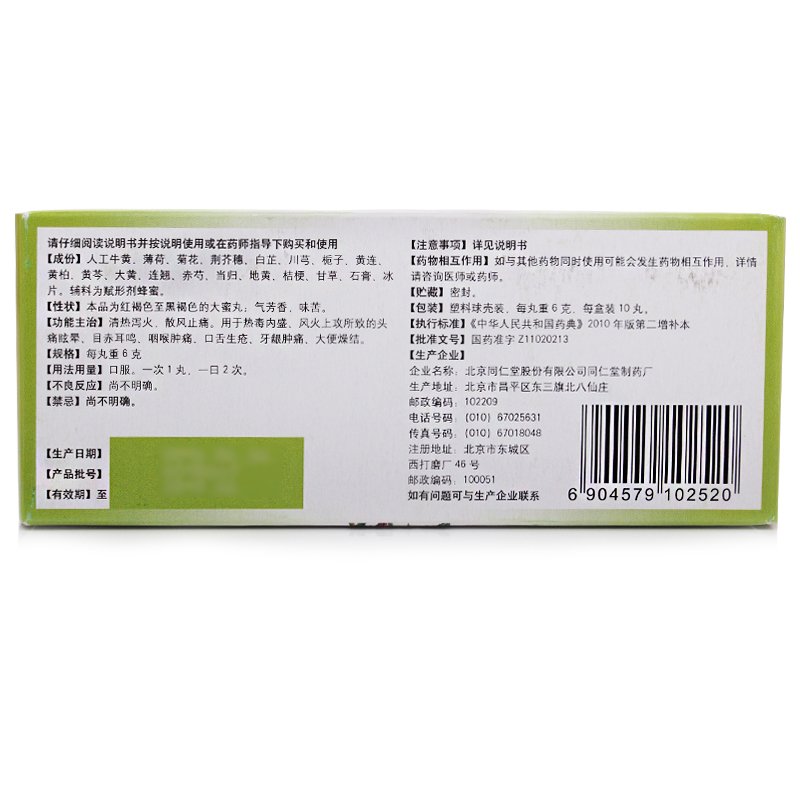 请仔细阅读说明书并按说明使用或在药师指导下购买和使用
【成份】人工牛黄、薄荷、菊花、荆芥穗、白芷、川芎、栀子、黄连、
黄柏、黄芩、大黄、连翘、赤芍、当归、地黄、桔梗、甘草、石膏、冰
片。辅料为赋形剂蜂蜜。
【性状】本品为红褐色至黑褐色的大蜜丸；气芳香、味苦。
【功能主治】清热泻火，散风止痛。用于热毒内盛、风火上攻所致的头
痛眩晕、目赤耳鸣、咽喉肿痛、口舌生疮、牙龈肿痛、大便燥结。
【规格】每丸重 6 克
【用法用量】口服。一次 1 丸，一日 2 次。
【不良反应】尚不明确。
【禁忌】尚不明确。
【生产日期】
【产品批号】
【有效期】至
【注意事项】详见说明书
【药物相互作用】如与其他药物同时使用可能会发生药物相互作用，详情
请咨询医师或药师。
【贮藏】密封。
【包装】塑料球壳装，每丸重 6 克，每盒装 10 丸。
【执行标准】《中华人民共和国药典》2010 年版第二增补本
【批准文号】国药准字 Z11020213
【生产企业】
企业名称：北京同仁堂股份有限公司同仁堂制药厂
生产地址：北京市昌平区东三旗北八仙庄
邮政编码：102209
电话号码：(010) 67025631
传真号码：(010) 67018048
注册地址：北京市东城区
西打磨厂 46 号
邮政编码：100051
如有问题可与生产企业联系
6 904579 102520